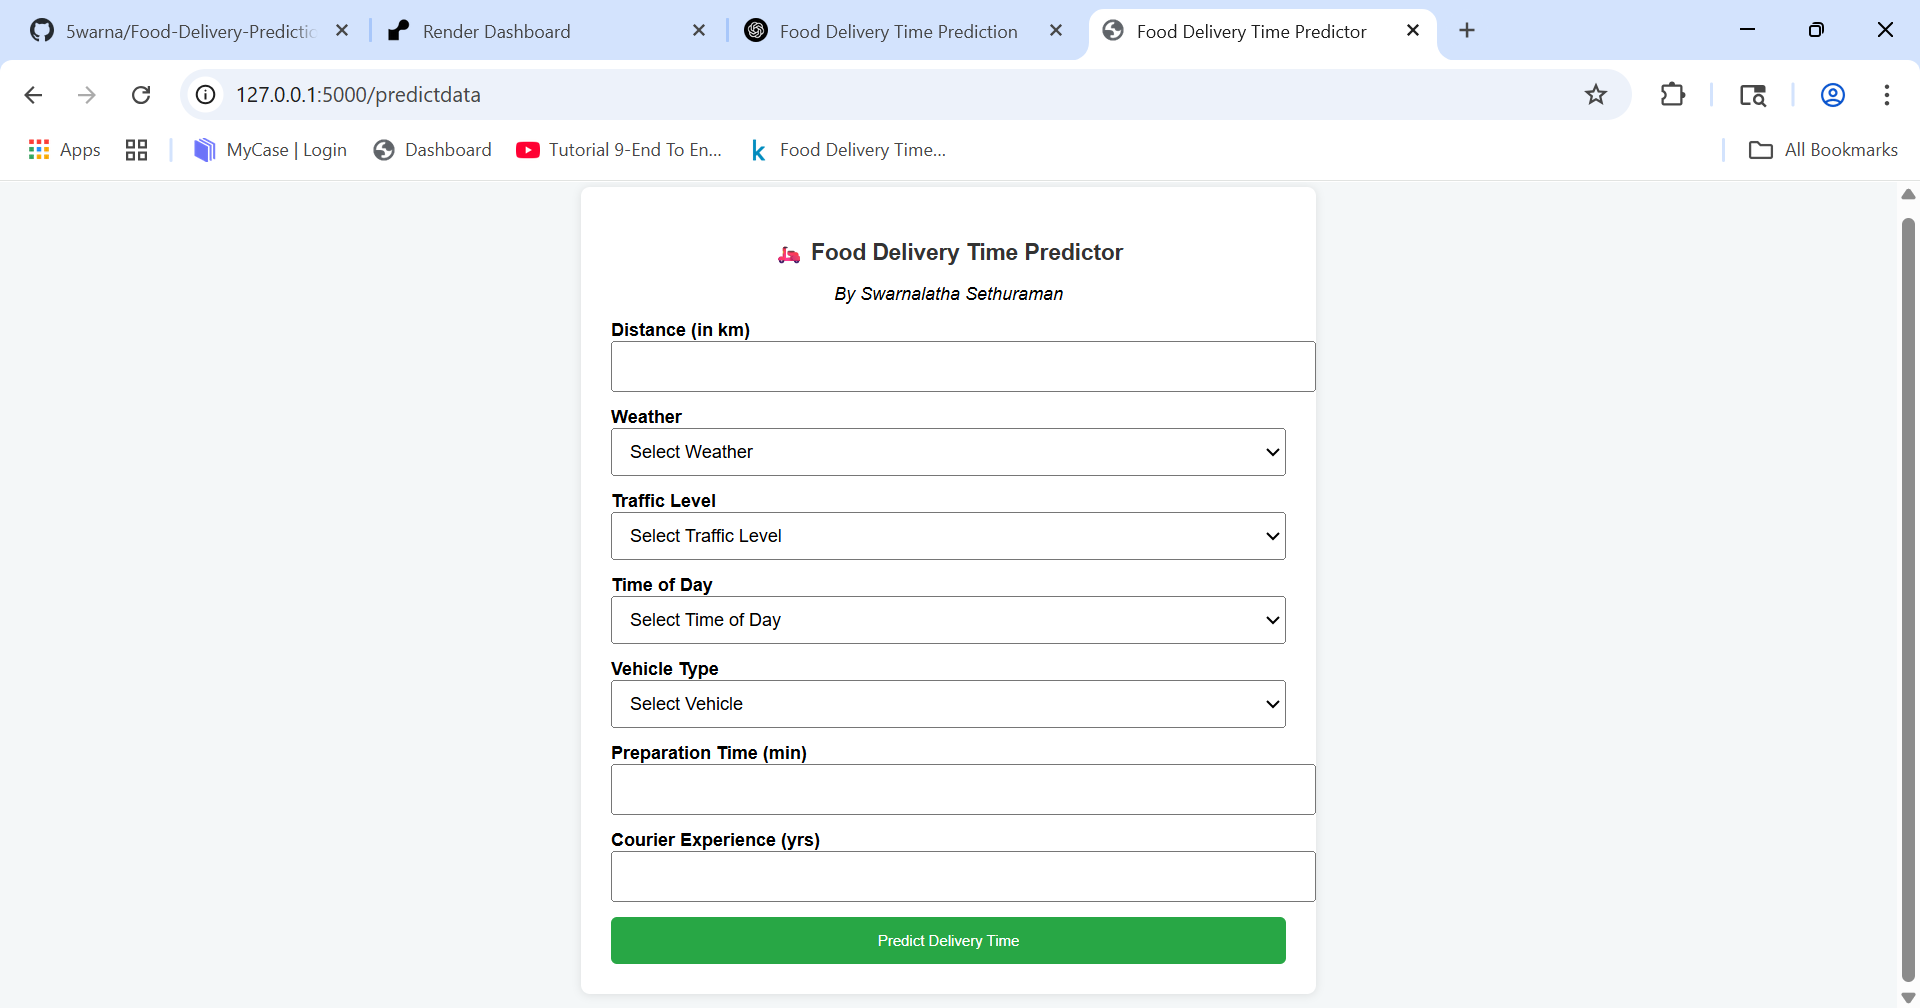 5warna/Food-Delivery-Predictic
Render Dashboard
Food Delivery Time Prediction
Food Delivery Time Predictor
127.0.0.1:5000/predictdata
Apps
MyCase | Login
Dashboard
Tutorial 9-End To En...
Food Delivery Time...
All Bookmarks
Food Delivery Time Predictor
By Swarnalatha Sethuraman
Distance (in km)
Weather
Select Weather
Traffic Level
Select Traffic Level
Time of Day
Select Time of Day
Vehicle Type
Select Vehicle
Preparation Time (min)
Courier Experience (yrs)
Predict Delivery Time